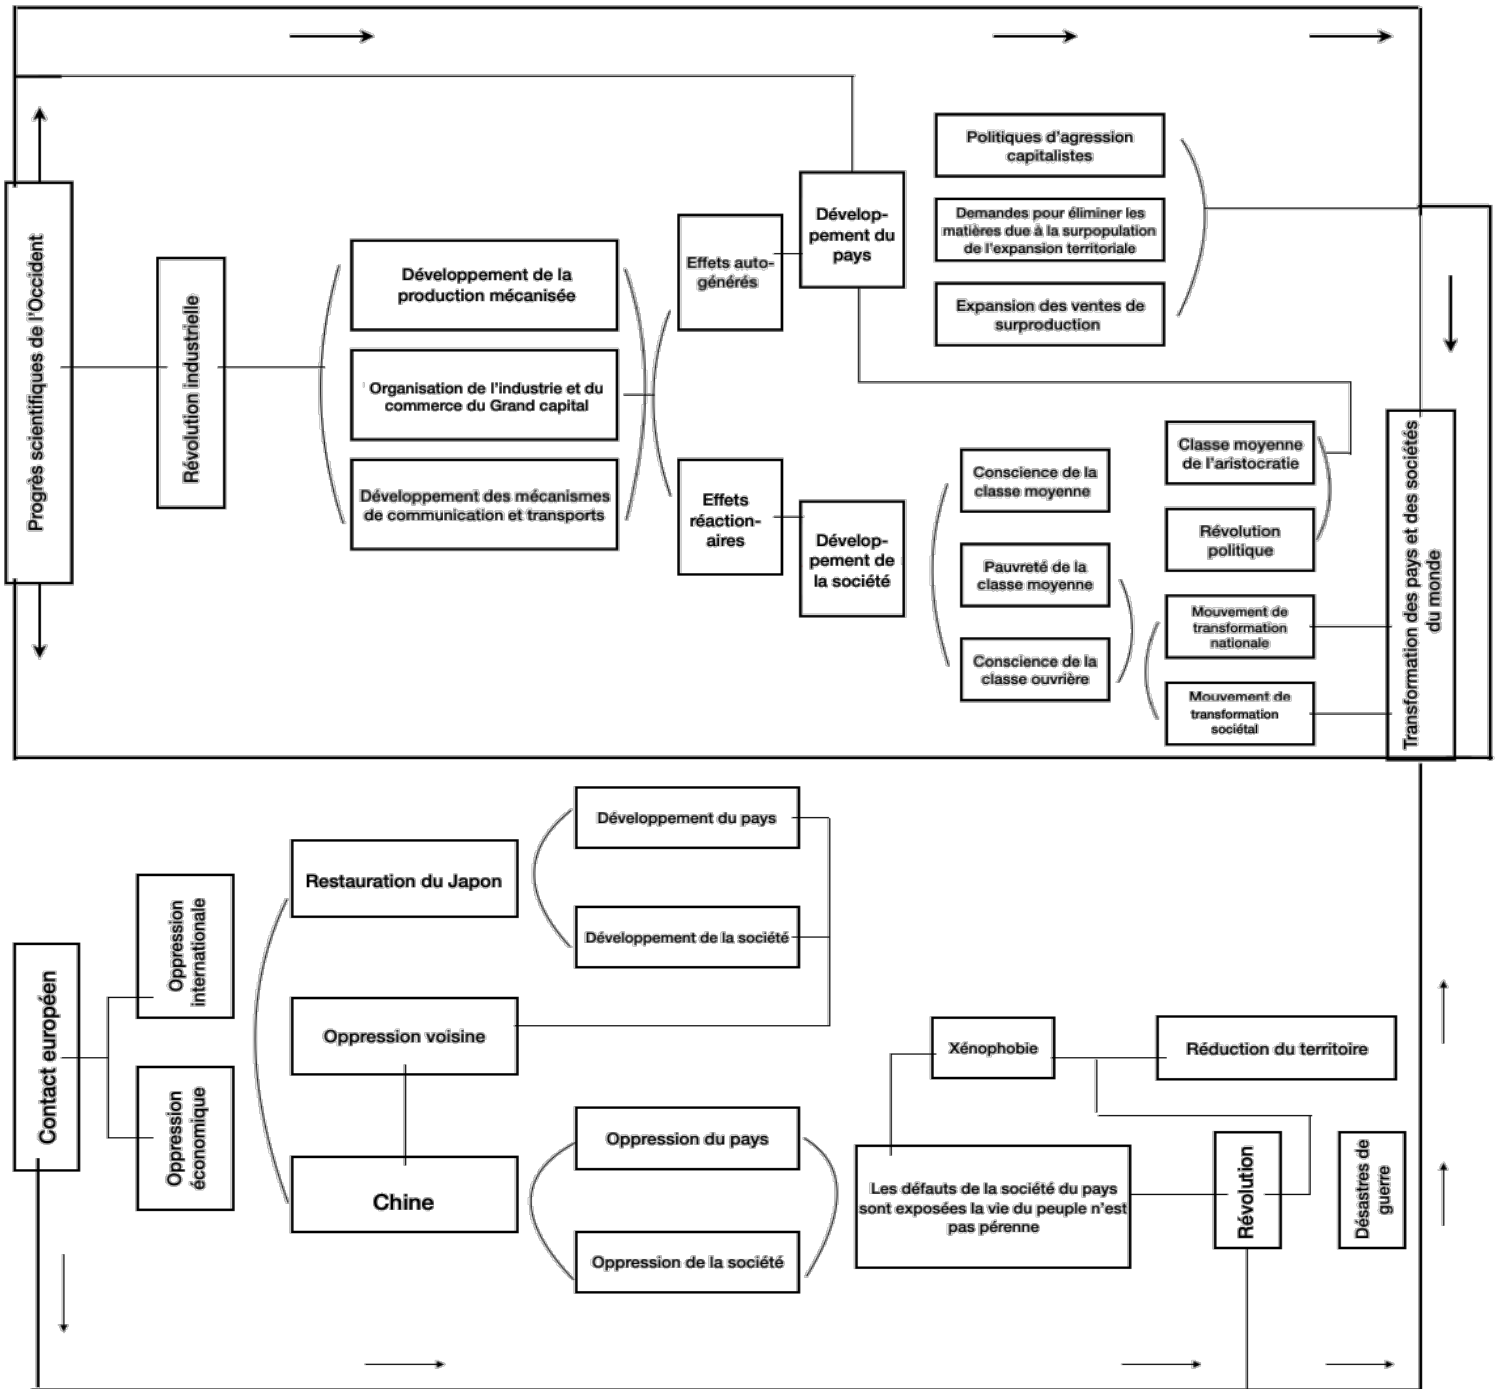 Progrès scientifiques de l'Occident
Révolution industrielle
Développement de la
production mécanisée
Organisation de l'industrie et du
commerce du Grand capital
Développement des mécanismes
de communication et transports
Effets auto-
générés
Effets
réaction-
aires
Dévelop-
pement du
pays
Dévelop-
pement de
la société
Politiques d'agression
capitalistes
Demandes pour éliminer les
matières due à la surpopulation
de l'expansion territoriale
Expansion des ventes de
surproduction
Conscience de la
classe moyenne
Pauvreté de la
classe moyenne
Conscience de la
classe ouvrière
Classe moyenne
de l'aristocratie
Révolution
politique
Mouvement de
transformation
nationale
Mouvement de
transformation
sociétal
Transformation des pays et des sociétés
du monde
Contact européen
Oppression
internationale
Oppression
économique
Restauration du Japon
Oppression voisine
Chine
Développement du pays
Développement de la société
Oppression du pays
Oppression de la société
Xénophobie
Réduction du territoire
Les défauts de la société du pays
sont exposées la vie du peuple n'est
pas pérenne
Révolution
Désastres de
guerre